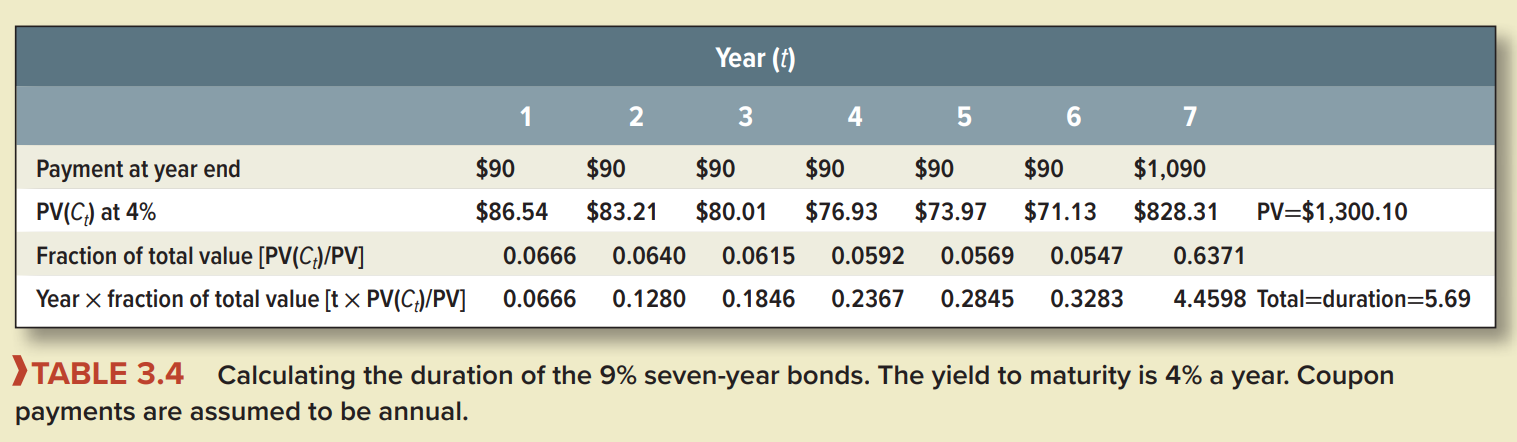 Year (t)
1 2 3 4 5 6 7
Payment at year end $90 $90 $90 $90 $90 $90 $1,090
PV(Cₜ) at 4% $86.54 $83.21 $80.01 $76.93 $73.97 $71.13 $828.31 PV=$1,300.10
Fraction of total value [PV(Cₜ)/PV] 0.0666 0.0640 0.0615 0.0592 0.0569 0.0547 0.6371
Year × fraction of total value [t × PV(Cₜ)/PV] 0.0666 0.1280 0.1846 0.2367 0.2845 0.3283 4.4598 Total=duration=5.69
❱TABLE 3.4 Calculating the duration of the 9% seven-year bonds. The yield to maturity is 4% a year. Coupon
payments are assumed to be annual.